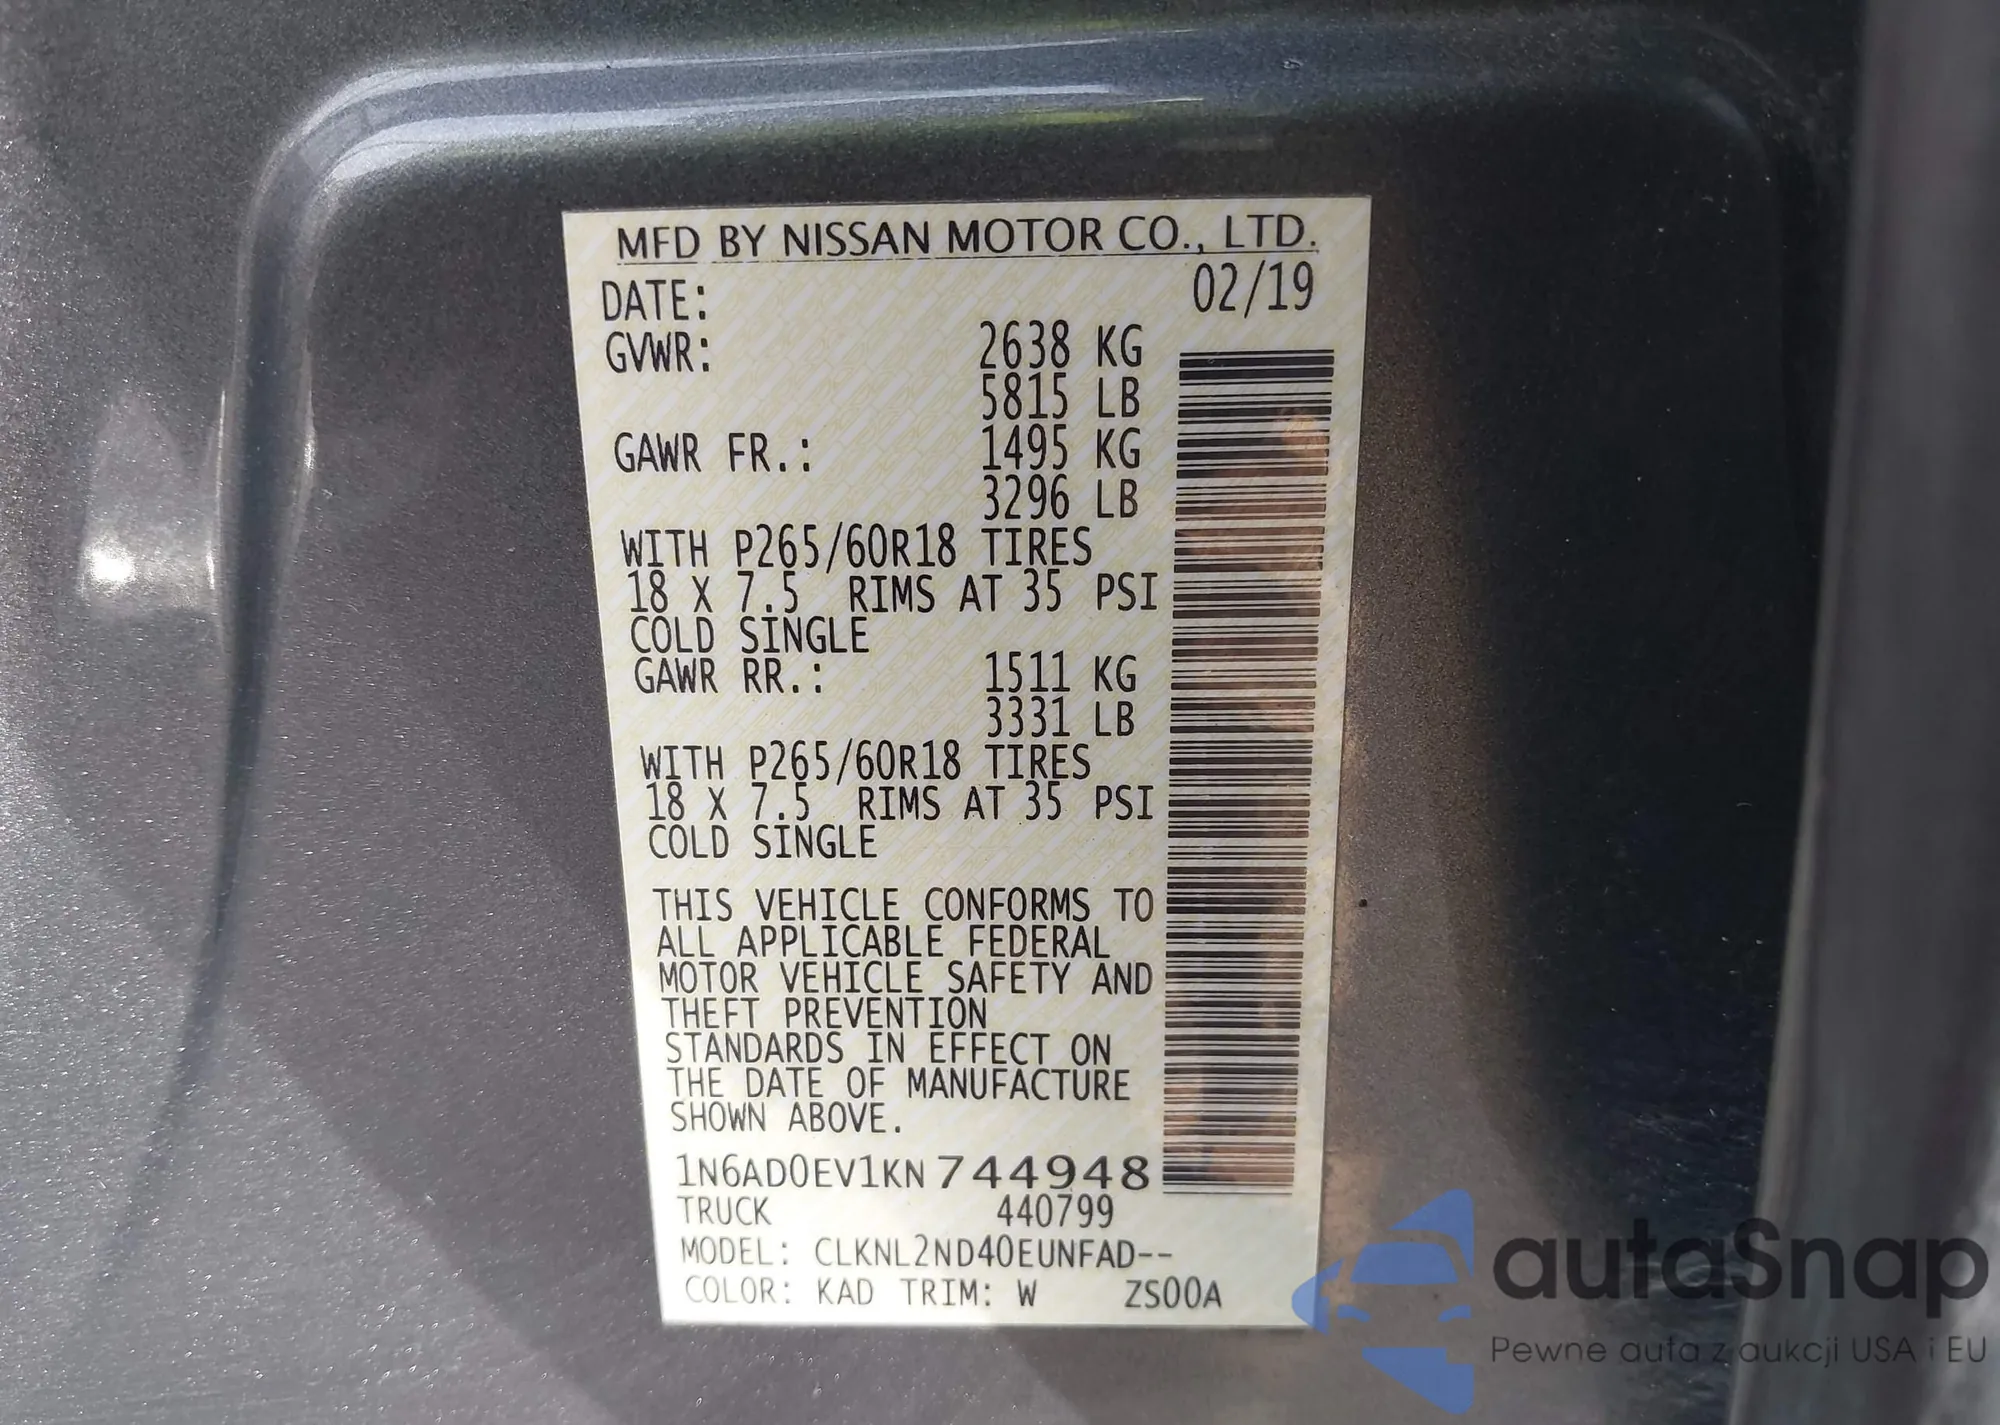 MFD BY NISSAN MOTOR CO., LTD.
DATE: 02/19
GVWR: 2638 KG
5815 LB
GAWR FR.: 1495 KG
3296 LB
WITH P265/60R18 TIRES
18 X 7.5 RIMS AT 35 PSI
COLD SINGLE
GAWR RR.: 1511 KG
3331 LB
WITH P265/60R18 TIRES
18 X 7.5 RIMS AT 35 PSI
COLD SINGLE
THIS VEHICLE CONFORMS TO
ALL APPLICABLE FEDERAL
MOTOR VEHICLE SAFETY AND
THEFT PREVENTION
STANDARDS IN EFFECT ON
THE DATE OF MANUFACTURE
SHOWN ABOVE.
1N6AD0EV1KN744948
TRUCK 440799
MODEL: CLKNL2ND40EUNFAD--
COLOR: KAD TRIM: W ZS00A
autaSnap
Pewne auta z aukcji USA i EU